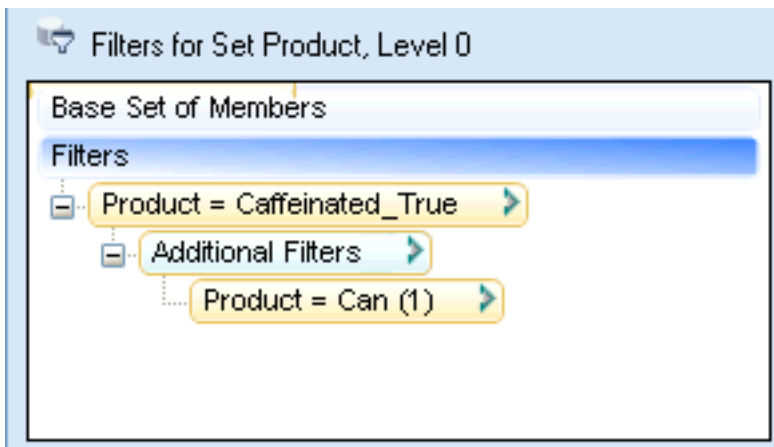 Filters for Set Product, Level 0
Base Set of Members
Filters
Product = Caffeinated_True
Additional Filters
Product = Can (1)